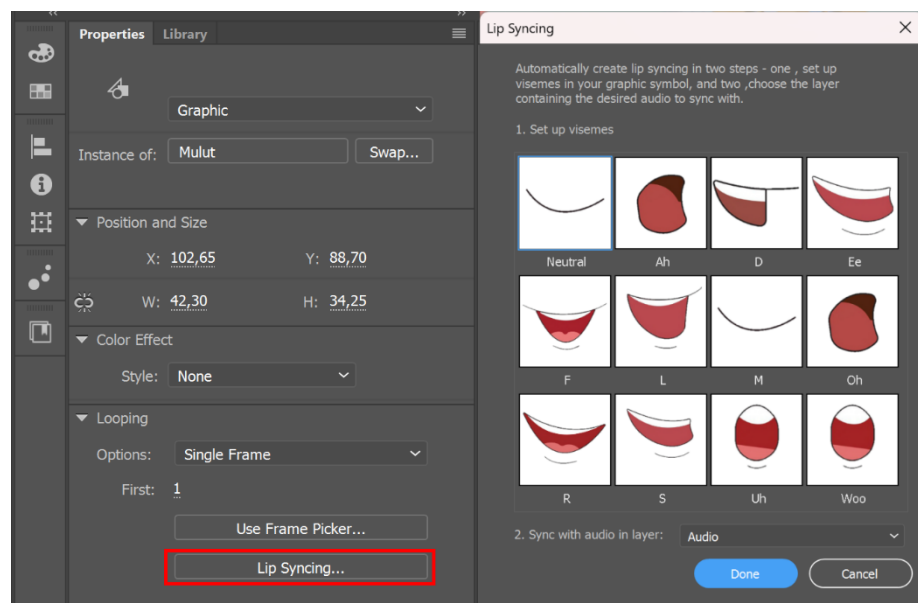 Properties
Library
Graphic
Instance of:
Mulut
Swap...
Position and Size
X: 102,65
Y: 88,70
W: 42,30
H: 34,25
Color Effect
Style: None
Looping
Options: Single Frame
First: 1
Use Frame Picker...
Lip Syncing...
Lip Syncing
Automatically create lip syncing in two steps - one , set up
visemes in your graphic symbol, and two ,choose the layer
containing the desired audio to sync with.
1. Set up visemes
Neutral
Ah
D
Ee
F
L
M
Oh
R
S
Uh
Woo
2. Sync with audio in layer:
Audio
Done
Cancel